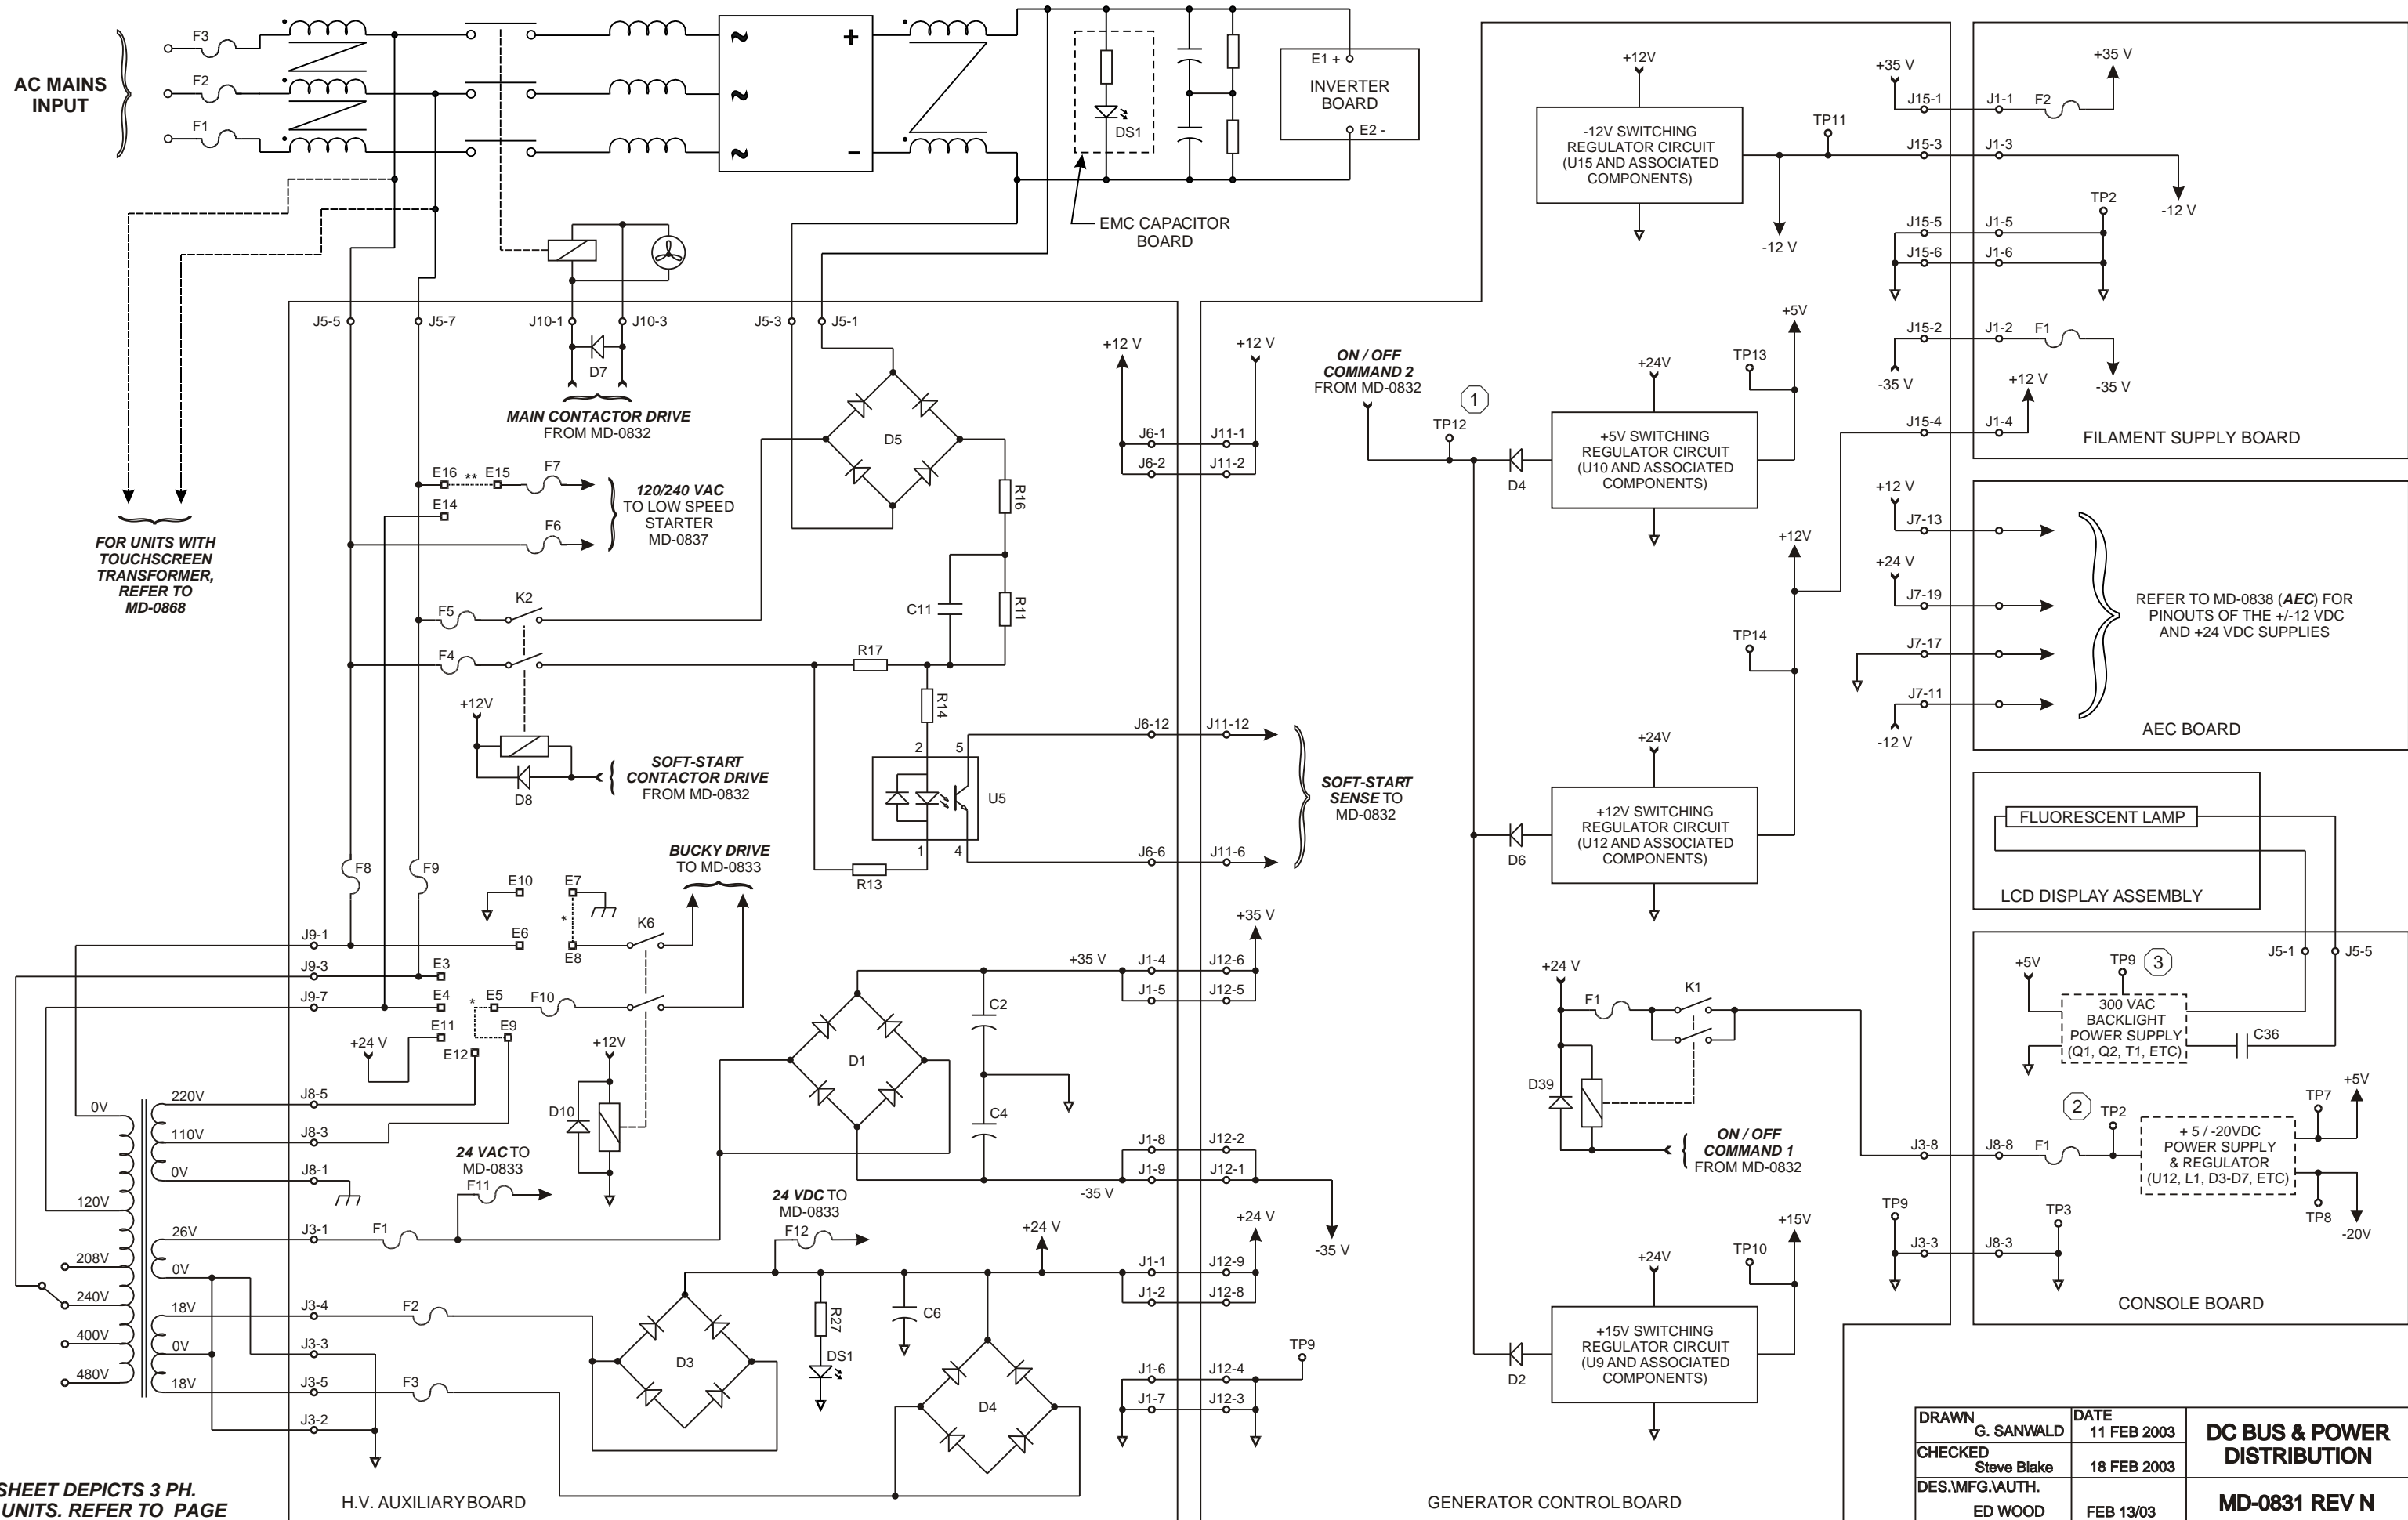 AC MAINS
INPUT
F3
F2
F1
~
~
~
+
–
DS1
EMC CAPACITOR
BOARD
E1 +
INVERTER
BOARD
E2 -
FOR UNITS WITH
TOUCHSCREEN
TRANSFORMER,
REFER TO
MD-0868
J5-5
J5-7
J10-1
J10-3
J5-3
J5-1
D7
MAIN CONTACTOR DRIVE
FROM MD-0832
E16
**
E15
F7
E14
F6
120/240 VAC
TO LOW SPEED
STARTER
MD-0837
F5
K2
F4
+12V
D8
SOFT-START
CONTACTOR DRIVE
FROM MD-0832
D5
R16
C11
R11
R17
R14
2
5
U5
1
4
R13
+12 V
+12 V
J6-1
J11-1
J6-2
J11-2
J6-12
J11-12
J6-6
J11-6
SOFT-START
SENSE TO
MD-0832
F8
F9
BUCKY DRIVE
TO MD-0833
E10
E7
*
K6
E6
E8
J9-1
J9-3
E3
J9-7
E4
*
E5
F10
E11
E9
E12
+24 V
+12V
D10
0V
220V
J8-5
110V
J8-3
0V
J8-1
120V
24 VAC TO
MD-0833
F11
26V
J3-1
F1
208V
0V
240V
18V
J3-4
F2
400V
0V
J3-3
480V
18V
J3-5
F3
J3-2
D1
C2
C4
+35 V
J1-4
J12-6
J1-5
J12-5
+35 V
J1-8
J12-2
J1-9
J12-1
-35 V
-35 V
24 VDC TO
MD-0833
F12
+24 V
+24 V
J1-1
J12-9
J1-2
J12-8
D3
R27
DS1
C6
D4
TP9
J1-6
J12-4
J1-7
J12-3
H.V. AUXILIARY BOARD
SHEET DEPICTS 3 PH.
UNITS. REFER TO PAGE
+12V
-12V SWITCHING
REGULATOR CIRCUIT
(U15 AND ASSOCIATED
COMPONENTS)
TP11
-12 V
ON / OFF
COMMAND 2
FROM MD-0832
TP12
1
D4
+24V
+5V SWITCHING
REGULATOR CIRCUIT
(U10 AND ASSOCIATED
COMPONENTS)
TP13
+5V
+12V
TP14
+24V
D6
+12V SWITCHING
REGULATOR CIRCUIT
(U12 AND ASSOCIATED
COMPONENTS)
+24 V
F1
K1
D39
ON / OFF
COMMAND 1
FROM MD-0832
+15V
TP10
+24V
D2
+15V SWITCHING
REGULATOR CIRCUIT
(U9 AND ASSOCIATED
COMPONENTS)
GENERATOR CONTROL BOARD
+35 V
J15-1
J1-1
F2
+35 V
J15-3
J1-3
-12 V
TP2
J15-5
J1-5
J15-6
J1-6
J15-2
J1-2
F1
-35 V
-35 V
+12 V
J15-4
J1-4
FILAMENT SUPPLY BOARD
+12 V
J7-13
+24 V
J7-19
J7-17
J7-11
-12 V
REFER TO MD-0838 (AEC) FOR
PINOUTS OF THE +/-12 VDC
AND +24 VDC SUPPLIES
AEC BOARD
FLUORESCENT LAMP
LCD DISPLAY ASSEMBLY
+5V
TP9
3
J5-1
J5-5
300 VAC
BACKLIGHT
POWER SUPPLY
(Q1, Q2, T1, ETC)
C36
2
TP2
J3-8
J8-8
F1
+ 5 / -20VDC
POWER SUPPLY
& REGULATOR
(U12, L1, D3-D7, ETC)
TP7
+5V
TP8
-20V
TP9
TP3
J3-3
J8-3
CONSOLE BOARD
DRAWN
G. SANWALD
DATE
11 FEB 2003
CHECKED
Steve Blake
18 FEB 2003
DES.\MFG.\AUTH.
ED WOOD
FEB 13/03
DC BUS & POWER
DISTRIBUTION
MD-0831 REV N